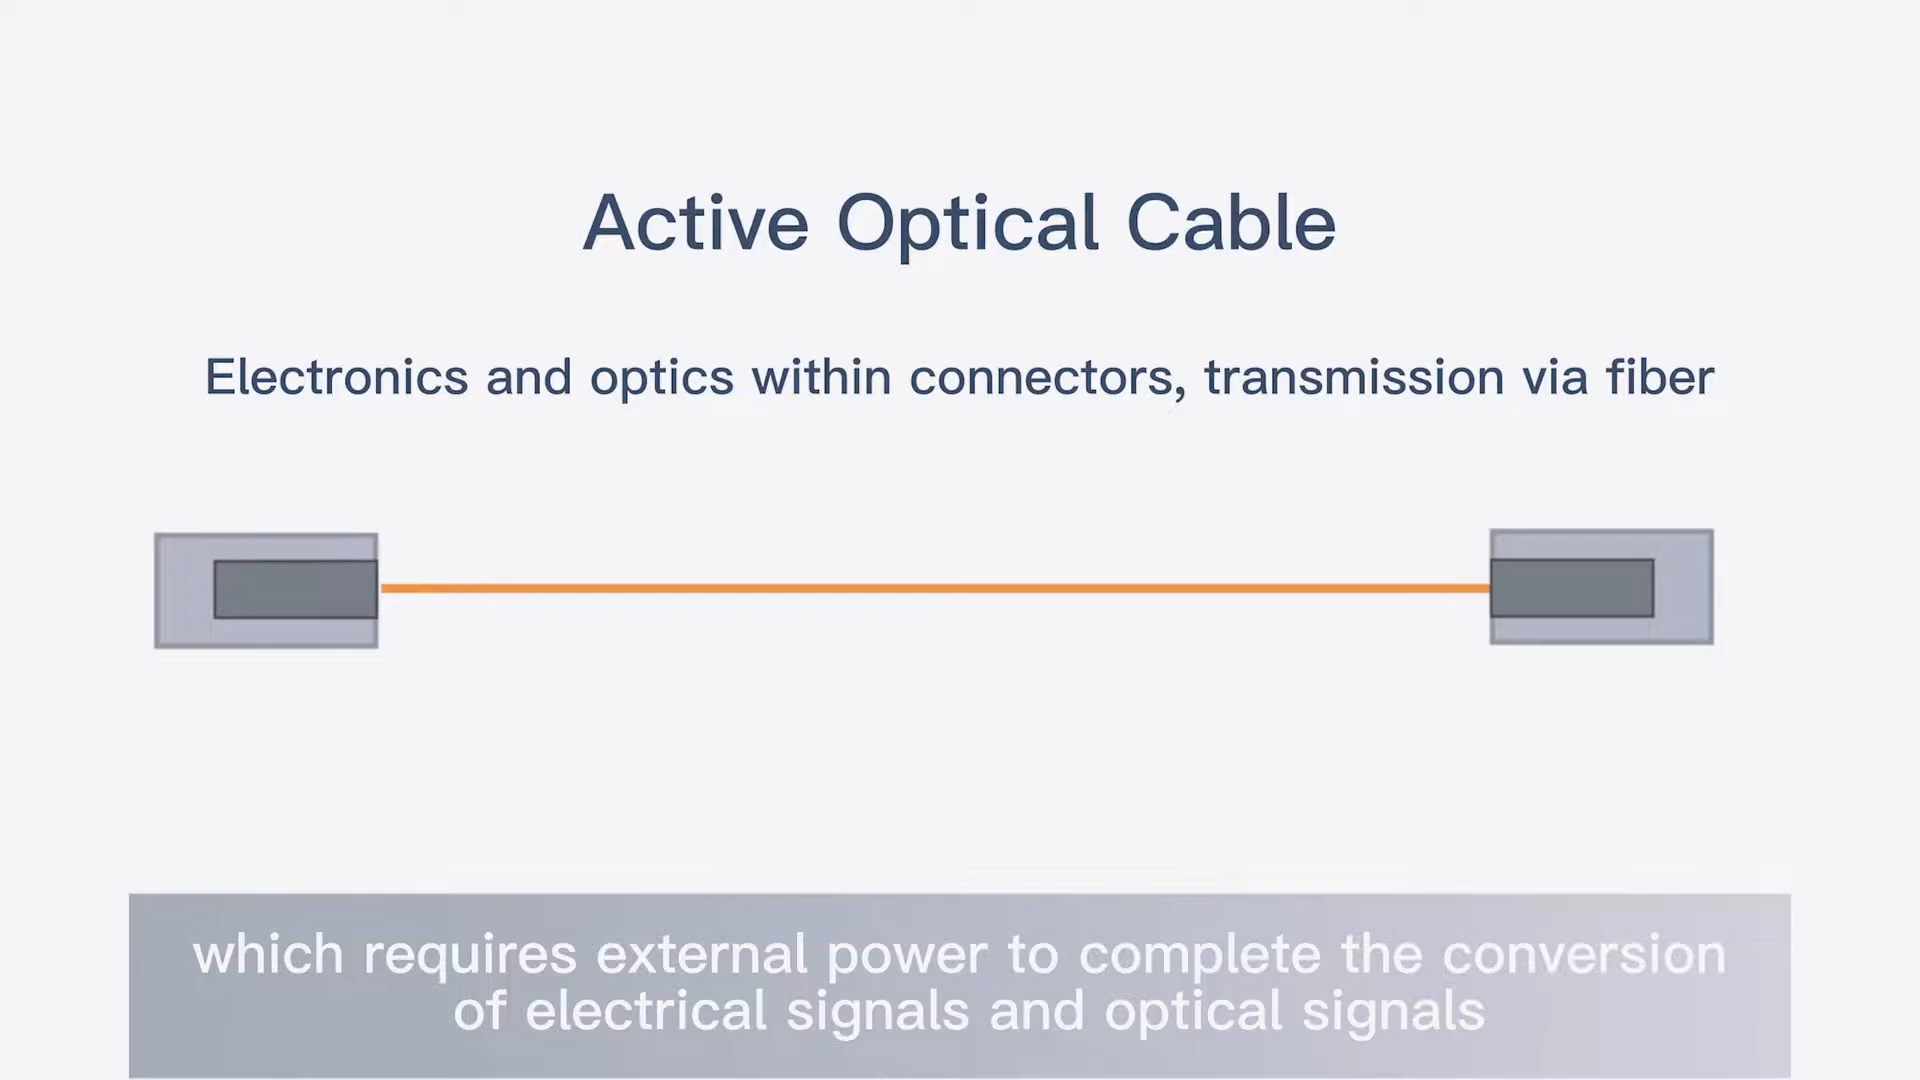 Active Optical Cable
Electronics and optics within connectors, transmission via fiber
which requires external power to complete the conversion
of electrical signals and optical signals